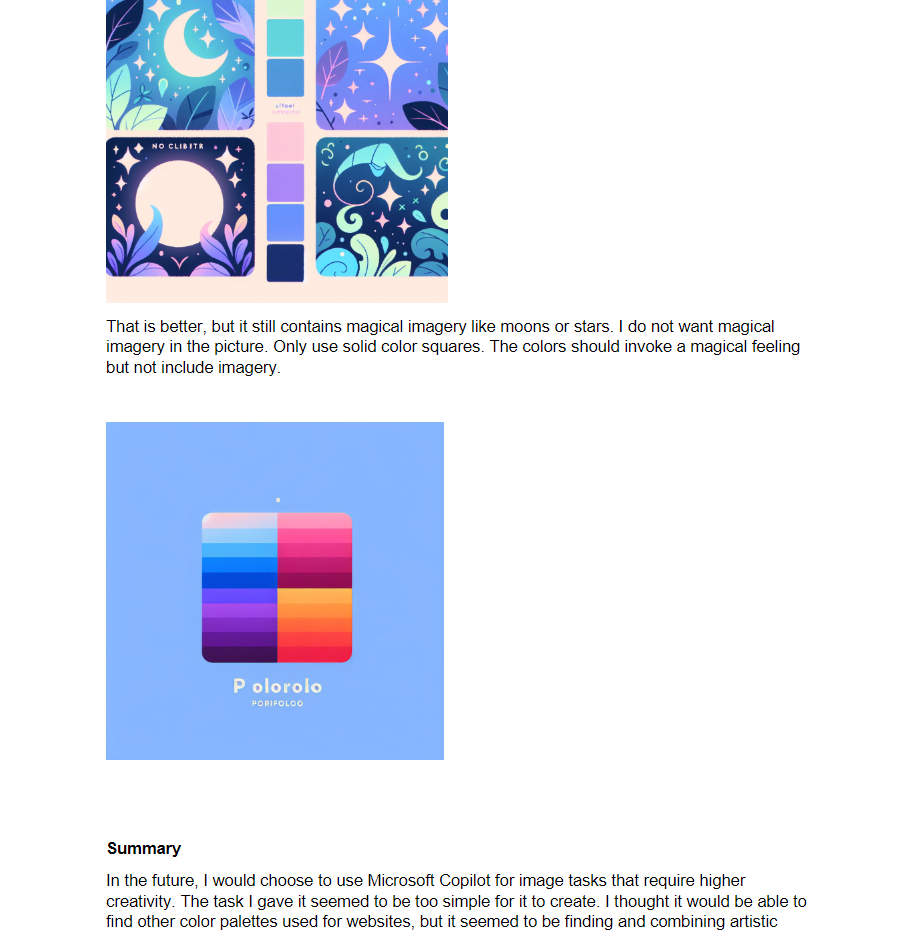 NO CLIBITR
That is better, but it still contains magical imagery like moons or stars. I do not want magical
imagery in the picture. Only use solid color squares. The colors should invoke a magical feeling
but not include imagery.
P olorolo
PORIFOLOO
Summary
In the future, I would choose to use Microsoft Copilot for image tasks that require higher
creativity. The task I gave it seemed to be too simple for it to create. I thought it would be able to
find other color palettes used for websites, but it seemed to be finding and combining artistic